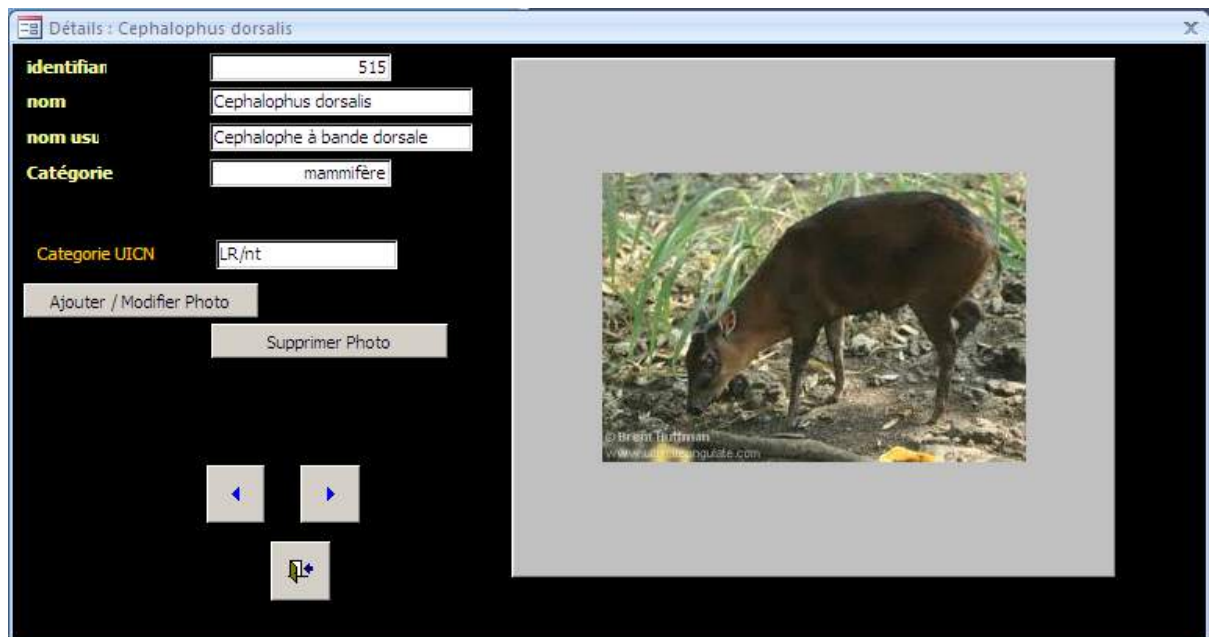 Détails : Cephalophus dorsalis
identifian 515
nom Cephalophus dorsalis
nom usu Cephalophe à bande dorsale
Catégorie mammifère
Categorie UICN LR/nt
Ajouter / Modifier Photo
Supprimer Photo
© Brent Huffman
www.ultimateungulate.com